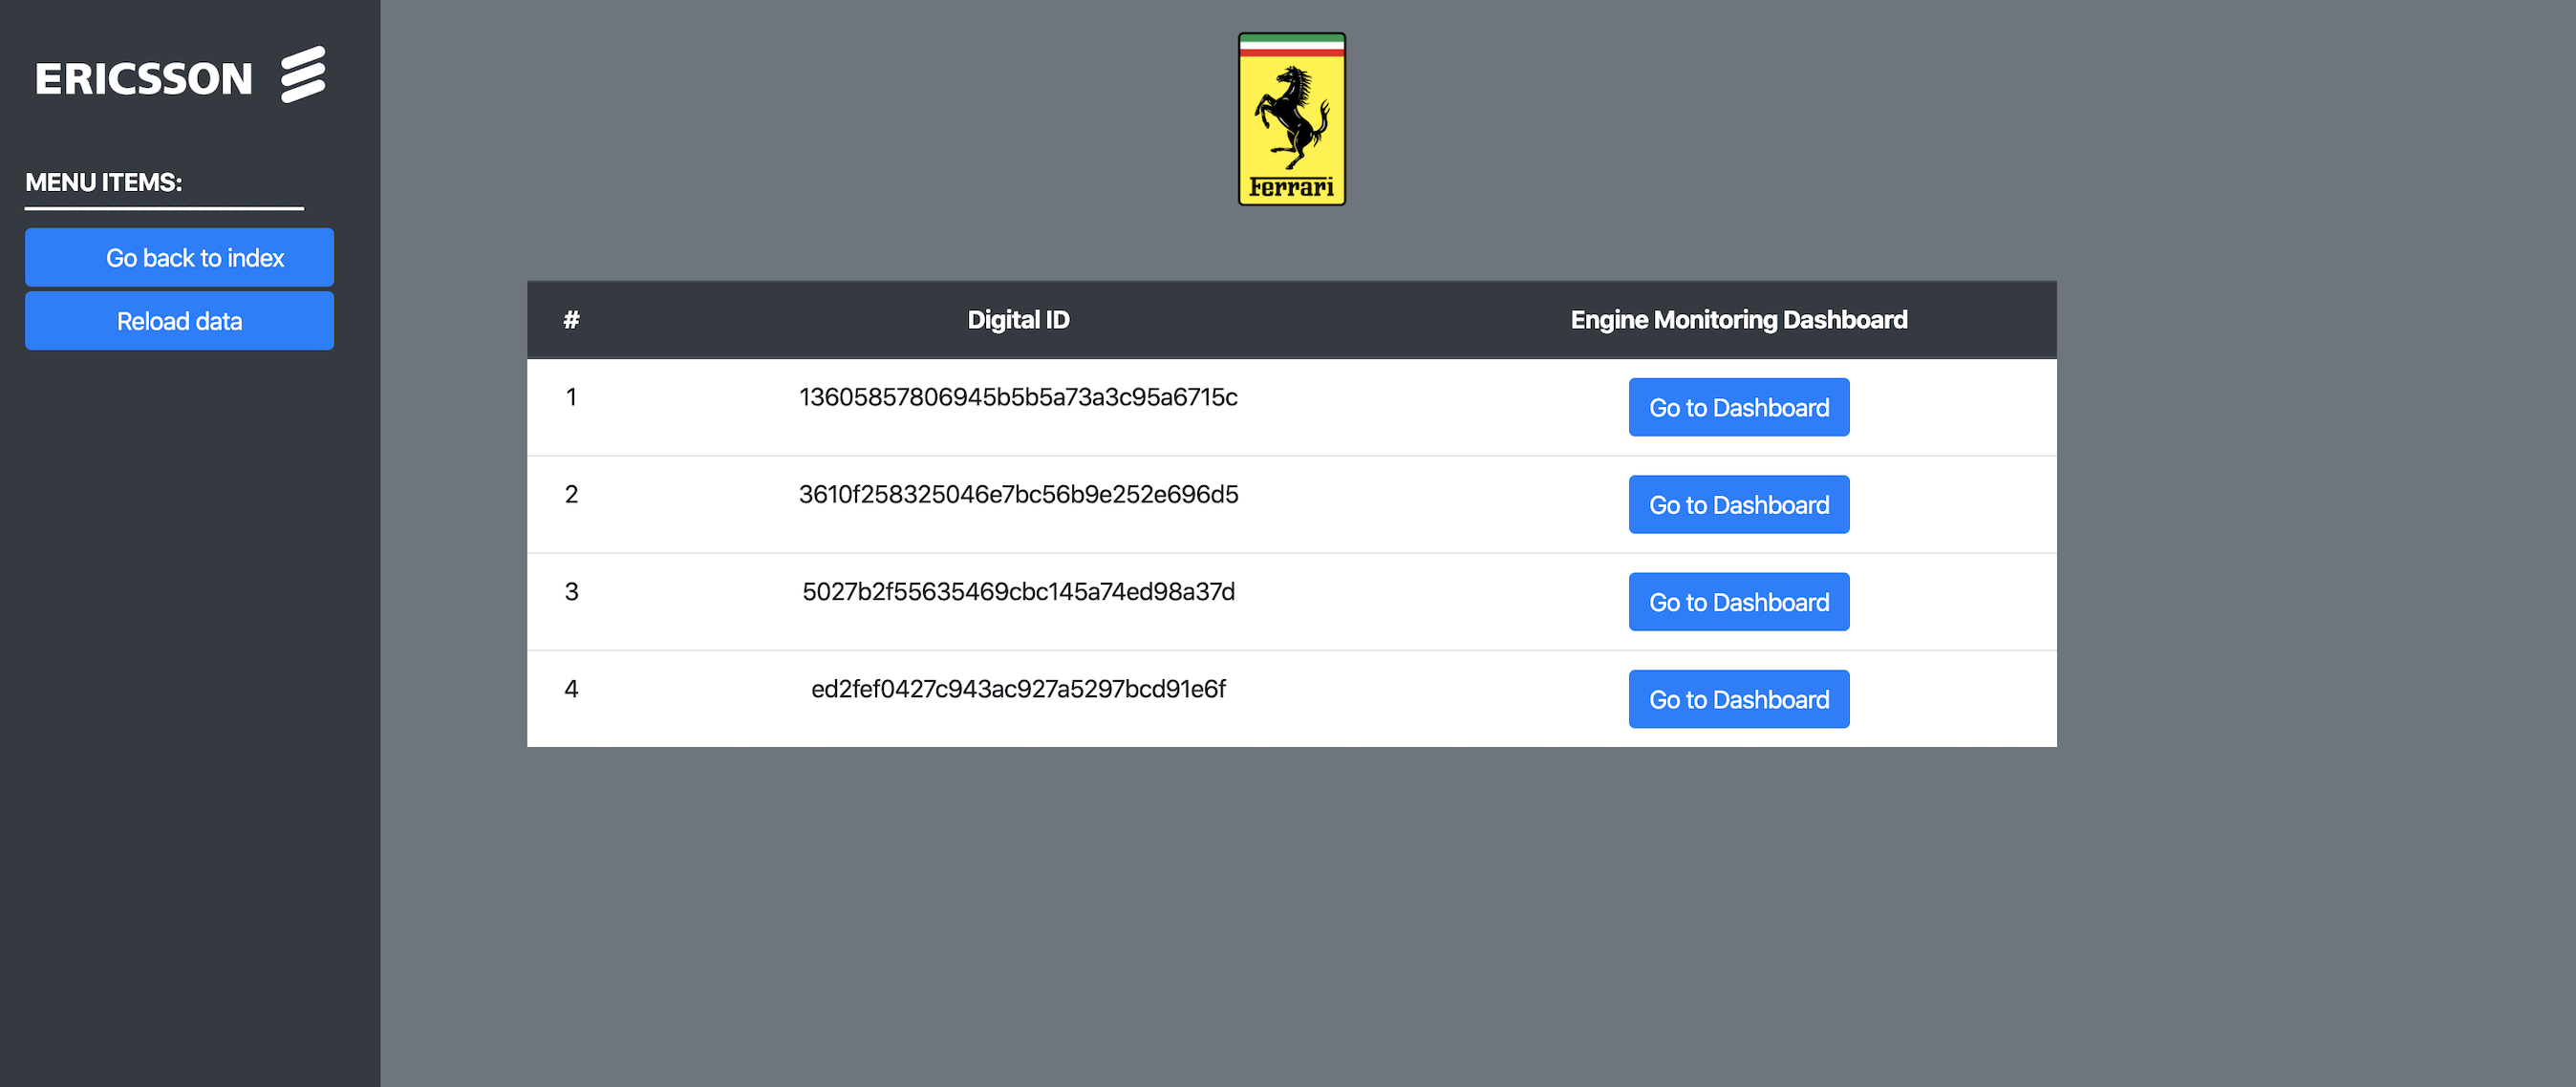 ERICSSON
MENU ITEMS:
Go back to index
Reload data
Ferrari
# Digital ID Engine Monitoring Dashboard
1 13605857806945b5b5a73a3c95a6715c Go to Dashboard
2 3610f258325046e7bc56b9e252e696d5 Go to Dashboard
3 5027b2f55635469cbc145a74ed98a37d Go to Dashboard
4 ed2fef0427c943ac927a5297bcd91e6f Go to Dashboard